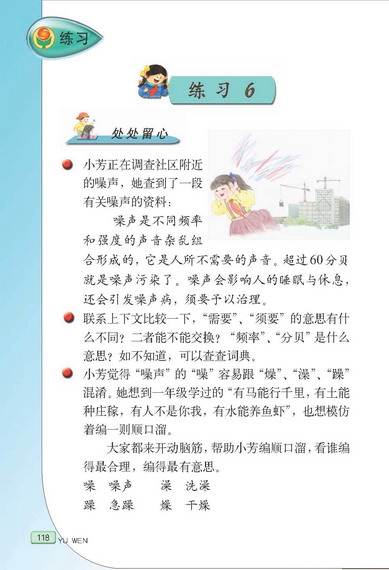 练习
练习 6
处处留心
小芳正在调查社区附近
的噪声，她查到了一段
有关噪声的资料：
噪声是不同频率
和强度的声音杂乱组
合形成的，它是人所不需要的声音。超过60分贝
就是噪声污染了。噪声会影响人的睡眠与休息，
还会引发噪声病，须要予以治理。
联系上下文比较一下，“需要”、“须要”的意思有什
么不同？二者能不能交换？“频率”、“分贝”是什么
意思？如不知道，可以查查词典。
小芳觉得“噪声”的“噪”容易跟“燥”、“澡”、“躁”
混淆。她想到一年级学过的“有马能行千里，有土能
种庄稼，有人不是你我，有水能养鱼虾”，也想模仿
着编一则顺口溜。
大家都来开动脑筋，帮助小芳编顺口溜，看谁编
得最合理，编得最有意思。
噪 噪声 澡 洗澡
躁 急躁 燥 干燥
118 YU WEN